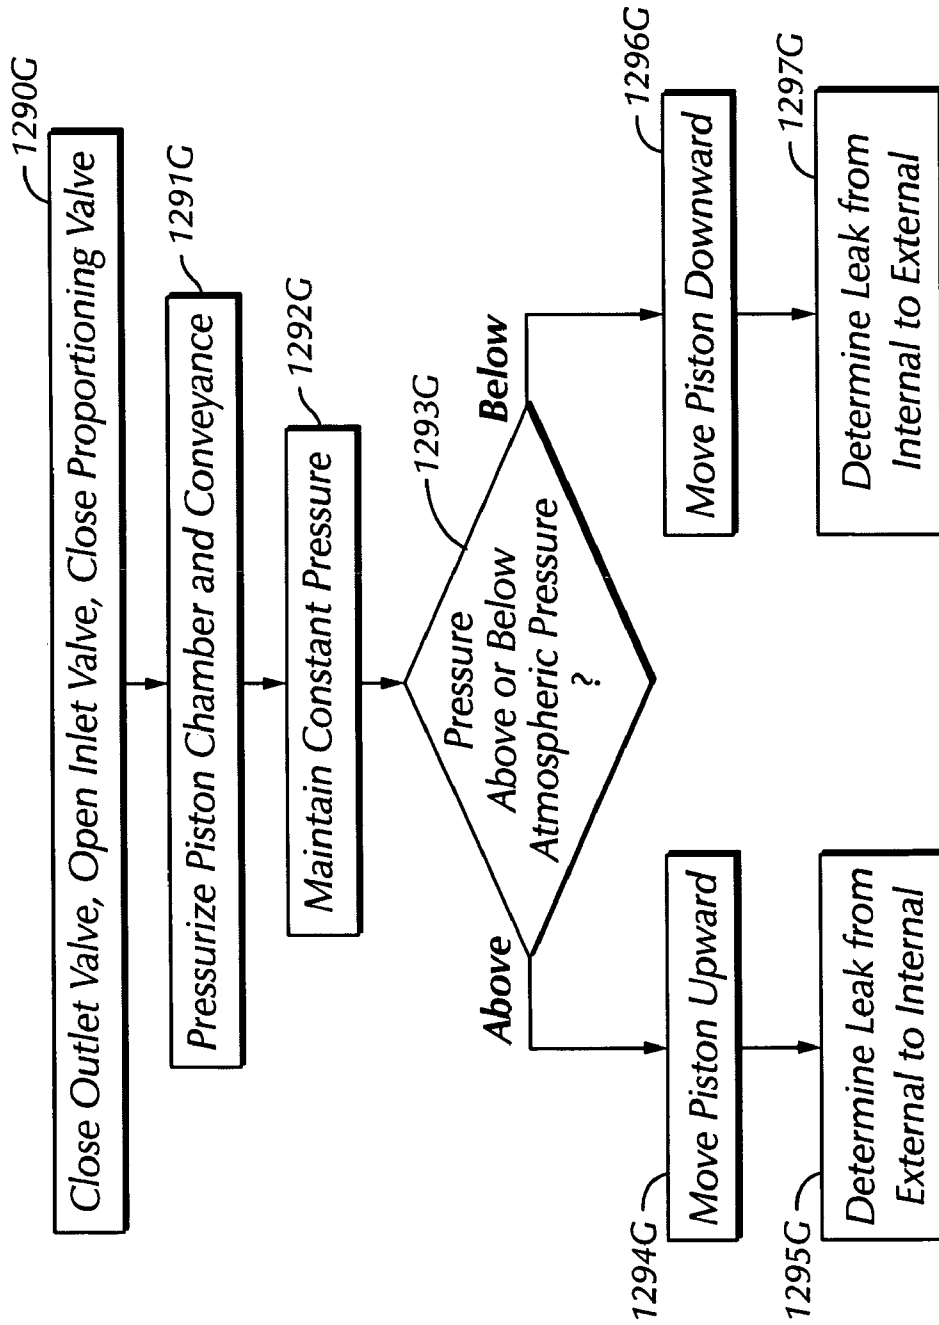 1290G
Close Outlet Valve, Open Inlet Valve, Close Proportioning Valve
1291G
Pressurize Piston Chamber and Conveyance
1292G
Maintain Constant Pressure
1293G
Pressure
Above or Below
Atmospheric Pressure
?
Above
Below
1294G
Move Piston Upward
1295G
Determine Leak from
External to Internal
1296G
Move Piston Downward
1297G
Determine Leak from
Internal to External